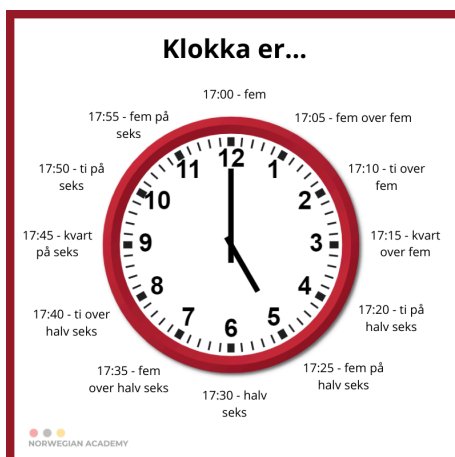 Klokka er...
17:00 - fem
17:05 - fem over fem
17:10 - ti over
fem
17:15 - kvart
over fem
17:20 - ti på
halv seks
17:25 - fem på
halv seks
17:30 - halv
seks
17:35 - fem
over halv seks
17:40 - ti over
halv seks
17:45 - kvart
på seks
17:50 - ti på
seks
17:55 - fem på
seks
12
1
2
3
4
5
6
7
8
9
10
11
NORWEGIAN ACADEMY